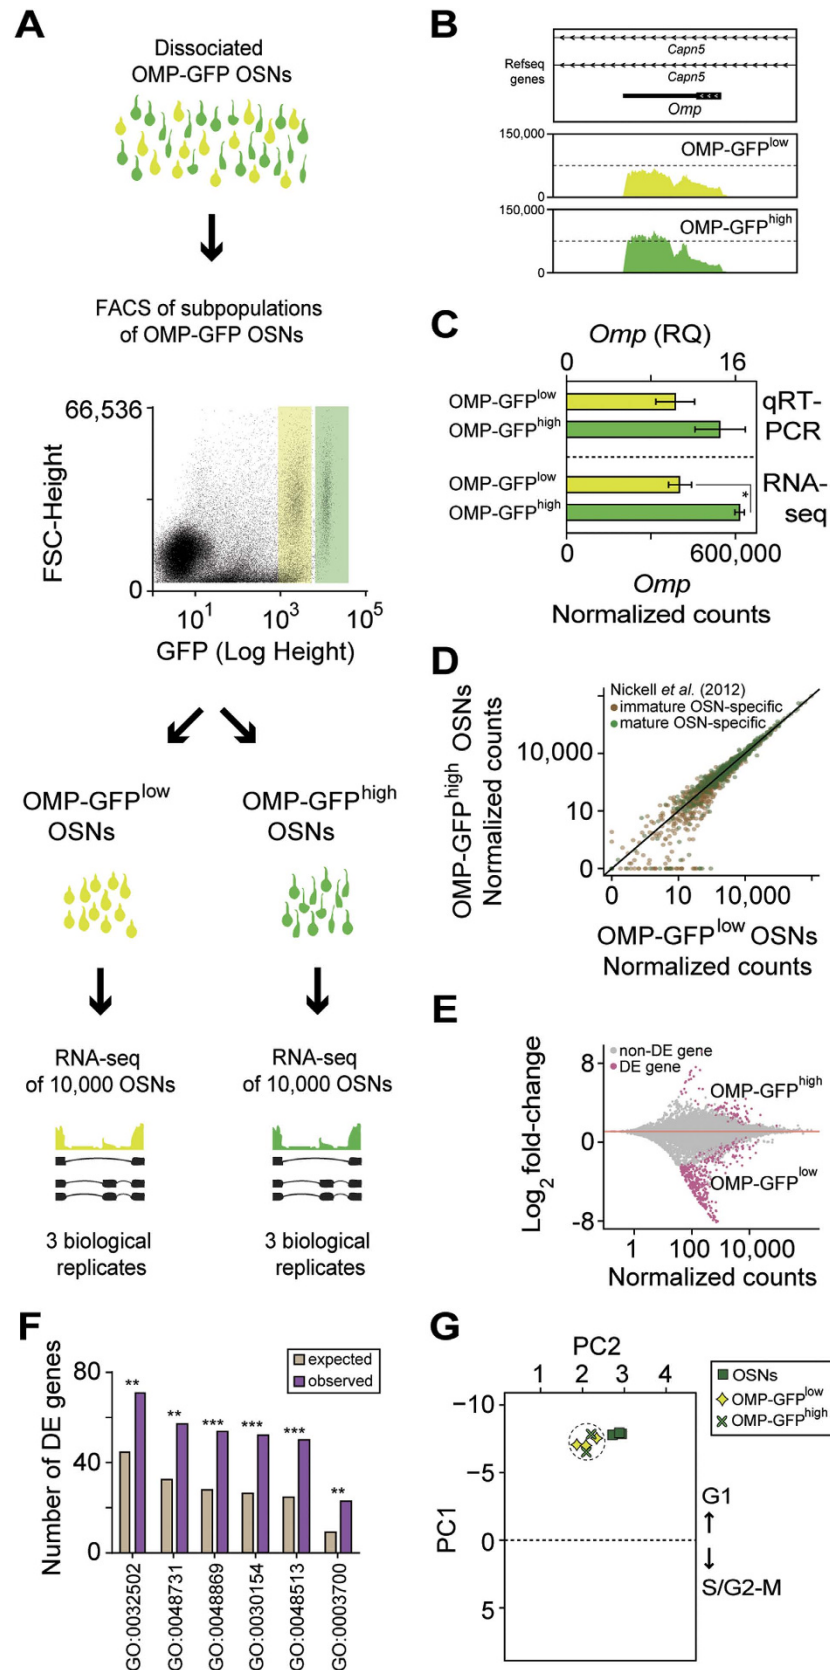 A
Dissociated
OMP-GFP OSNs
FACS of subpopulations
of OMP-GFP OSNs
66,536
FSC-Height
0
10^1
10^3
10^5
GFP (Log Height)
OMP-GFP^low
OSNs
OMP-GFP^high
OSNs
RNA-seq
of 10,000 OSNs
RNA-seq
of 10,000 OSNs
3 biological
replicates
3 biological
replicates
B
Refseq
genes
Capn5
Capn5
Omp
150,000
OMP-GFP^low
0
150,000
OMP-GFP^high
0
C
Omp (RQ)
0 16
OMP-GFP^low
OMP-GFP^high
qRT-
PCR
OMP-GFP^low
OMP-GFP^high
*
RNA-
seq
0 600,000
Omp
Normalized counts
D
OMP-GFP^high OSNs
Normalized counts
Nickell et al. (2012)
immature OSN-specific
mature OSN-specific
10,000
10
0
0 10 10,000
OMP-GFP^low OSNs
Normalized counts
E
Log2 fold-change
8
0
-8
non-DE gene
DE gene
OMP-GFP^high
OMP-GFP^low
1 100 10,000
Normalized counts
F
Number of DE genes
80
40
0
expected
observed
** ** *** *** *** **
GO:0032502
GO:0048731
GO:0048869
GO:0030154
GO:0048513
GO:0003700
G
PC2
1 2 3 4
PC1
−10
−5
0
5
OSNs
OMP-GFP^low
OMP-GFP^high
G1
S/G2-M